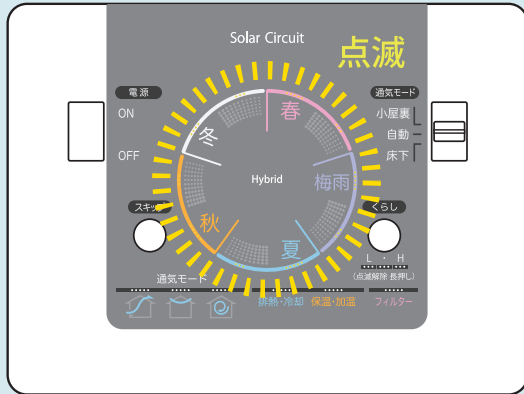 Solar Circuit
点滅
電源
ON
OFF
通気モード
小屋裏
自動
床下
冬
春
梅雨
夏
秋
Hybrid
スキップ
くらし
L ・ H
(点滅解除 長押し)
通気モード
排熱・冷却
保温・加温
フィルター